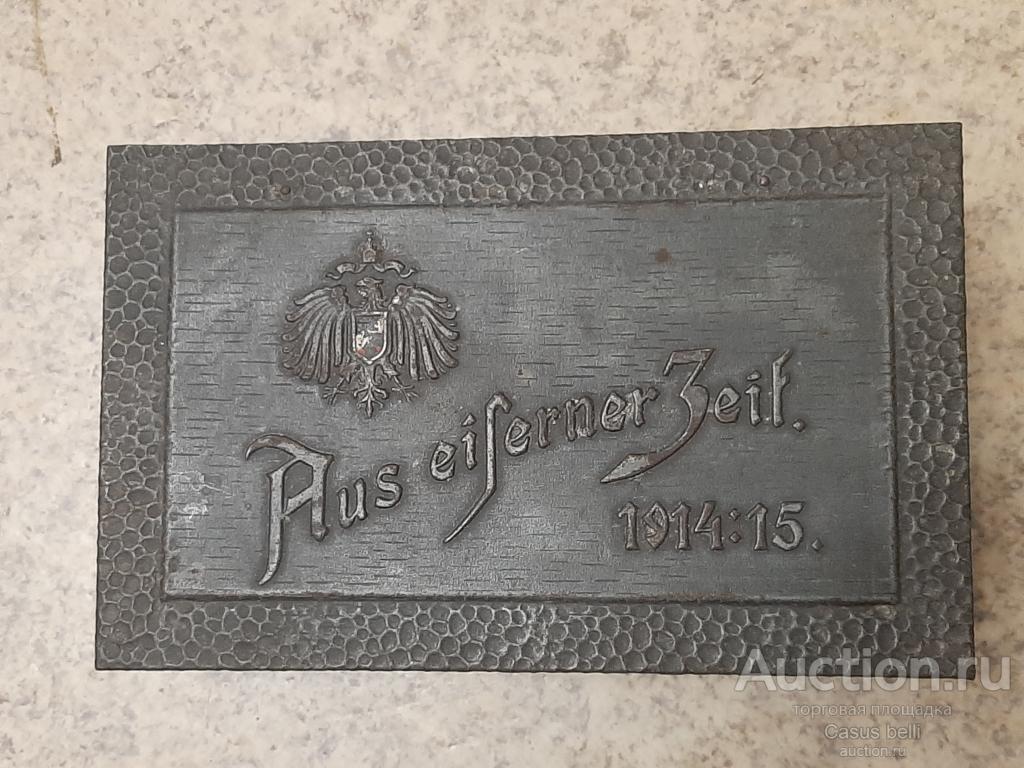 Aus eiſerner Zeit.
1914:15.
Auction.ru
торговая площадка
Casus belli
auction.ru